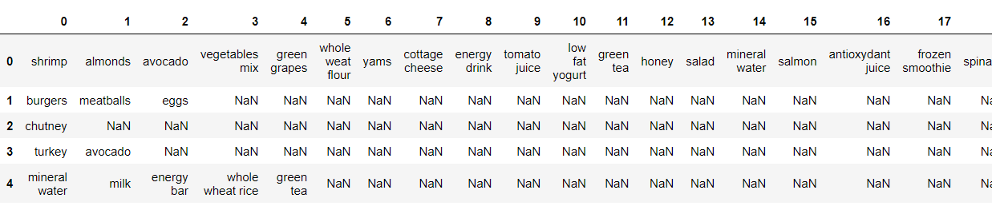 0 1 2 3 4 5 6 7 8 9 10 11 12 13 14 15 16 17
0 shrimp almonds avocado vegetables mix green grapes whole weat flour yams cottage cheese energy drink tomato juice low fat yogurt green tea honey salad mineral water salmon antioxydant juice frozen smoothie spina
1 burgers meatballs eggs NaN NaN NaN NaN NaN NaN NaN NaN NaN NaN NaN NaN NaN NaN NaN Na
2 chutney NaN NaN NaN NaN NaN NaN NaN NaN NaN NaN NaN NaN NaN NaN NaN NaN NaN Na
3 turkey avocado NaN NaN NaN NaN NaN NaN NaN NaN NaN NaN NaN NaN NaN NaN NaN NaN Na
4 mineral water milk energy bar whole wheat rice green tea NaN NaN NaN NaN NaN NaN NaN NaN NaN NaN NaN NaN NaN Na